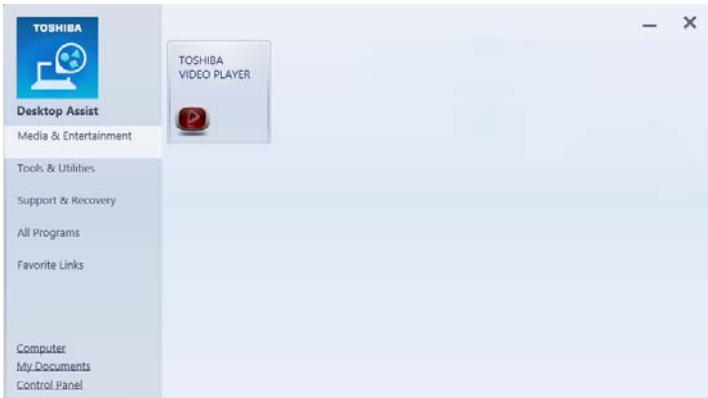 TOSHIBA
Desktop Assist
Media & Entertainment
Tools & Utilities
Support & Recovery
All Programs
Favorite Links
Computer
My Documents
Control Panel
TOSHIBA
VIDEO PLAYER